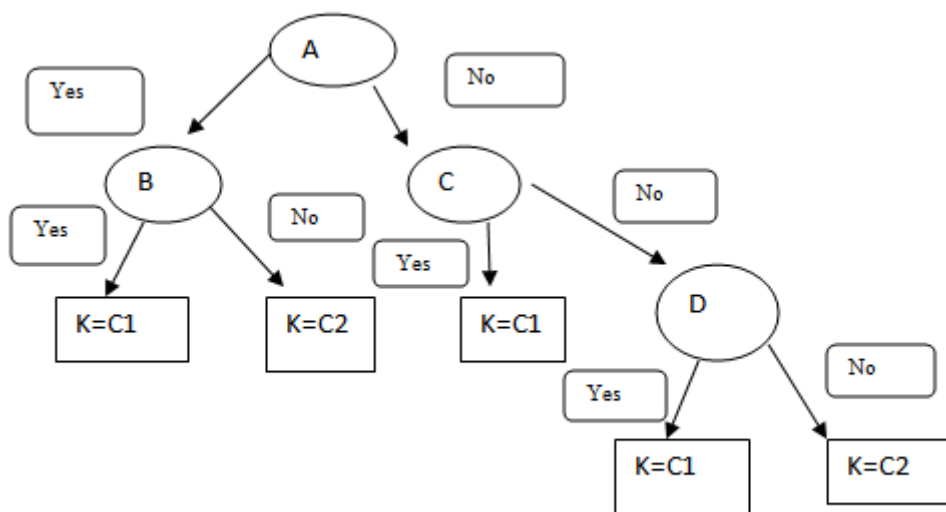 A
No
Yes
B
C
No
Yes
No
Yes
K=C1
K=C2
K=C1
D
Yes
No
K=C1
K=C2